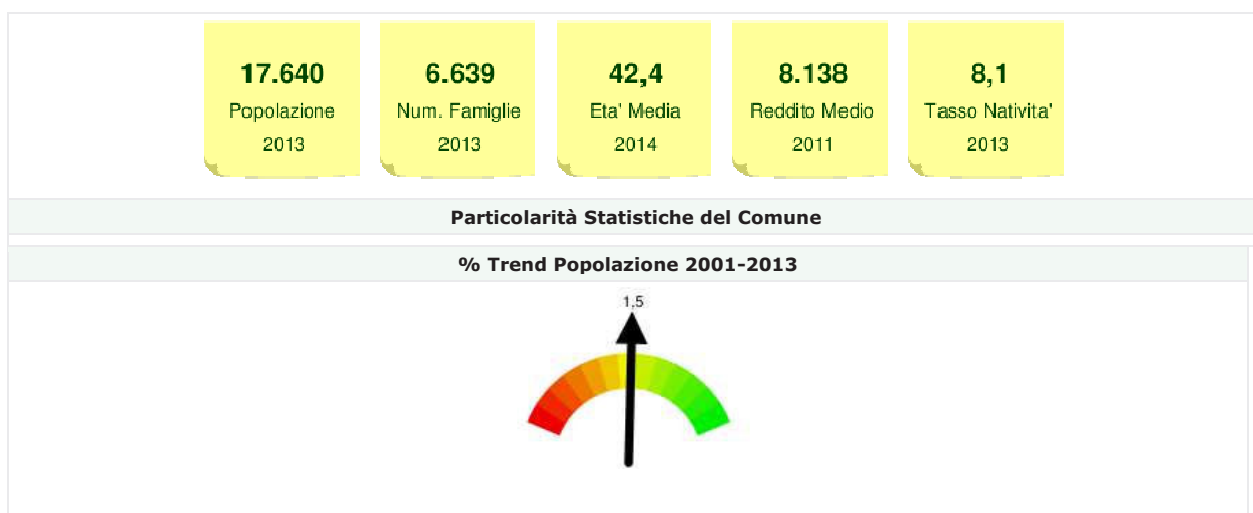 17.640
Popolazione
2013
6.639
Num. Famiglie
2013
42,4
Eta' Media
2014
8.138
Reddito Medio
2011
8,1
Tasso Nativita'
2013
Particolarità Statistiche del Comune
% Trend Popolazione 2001-2013
1,5